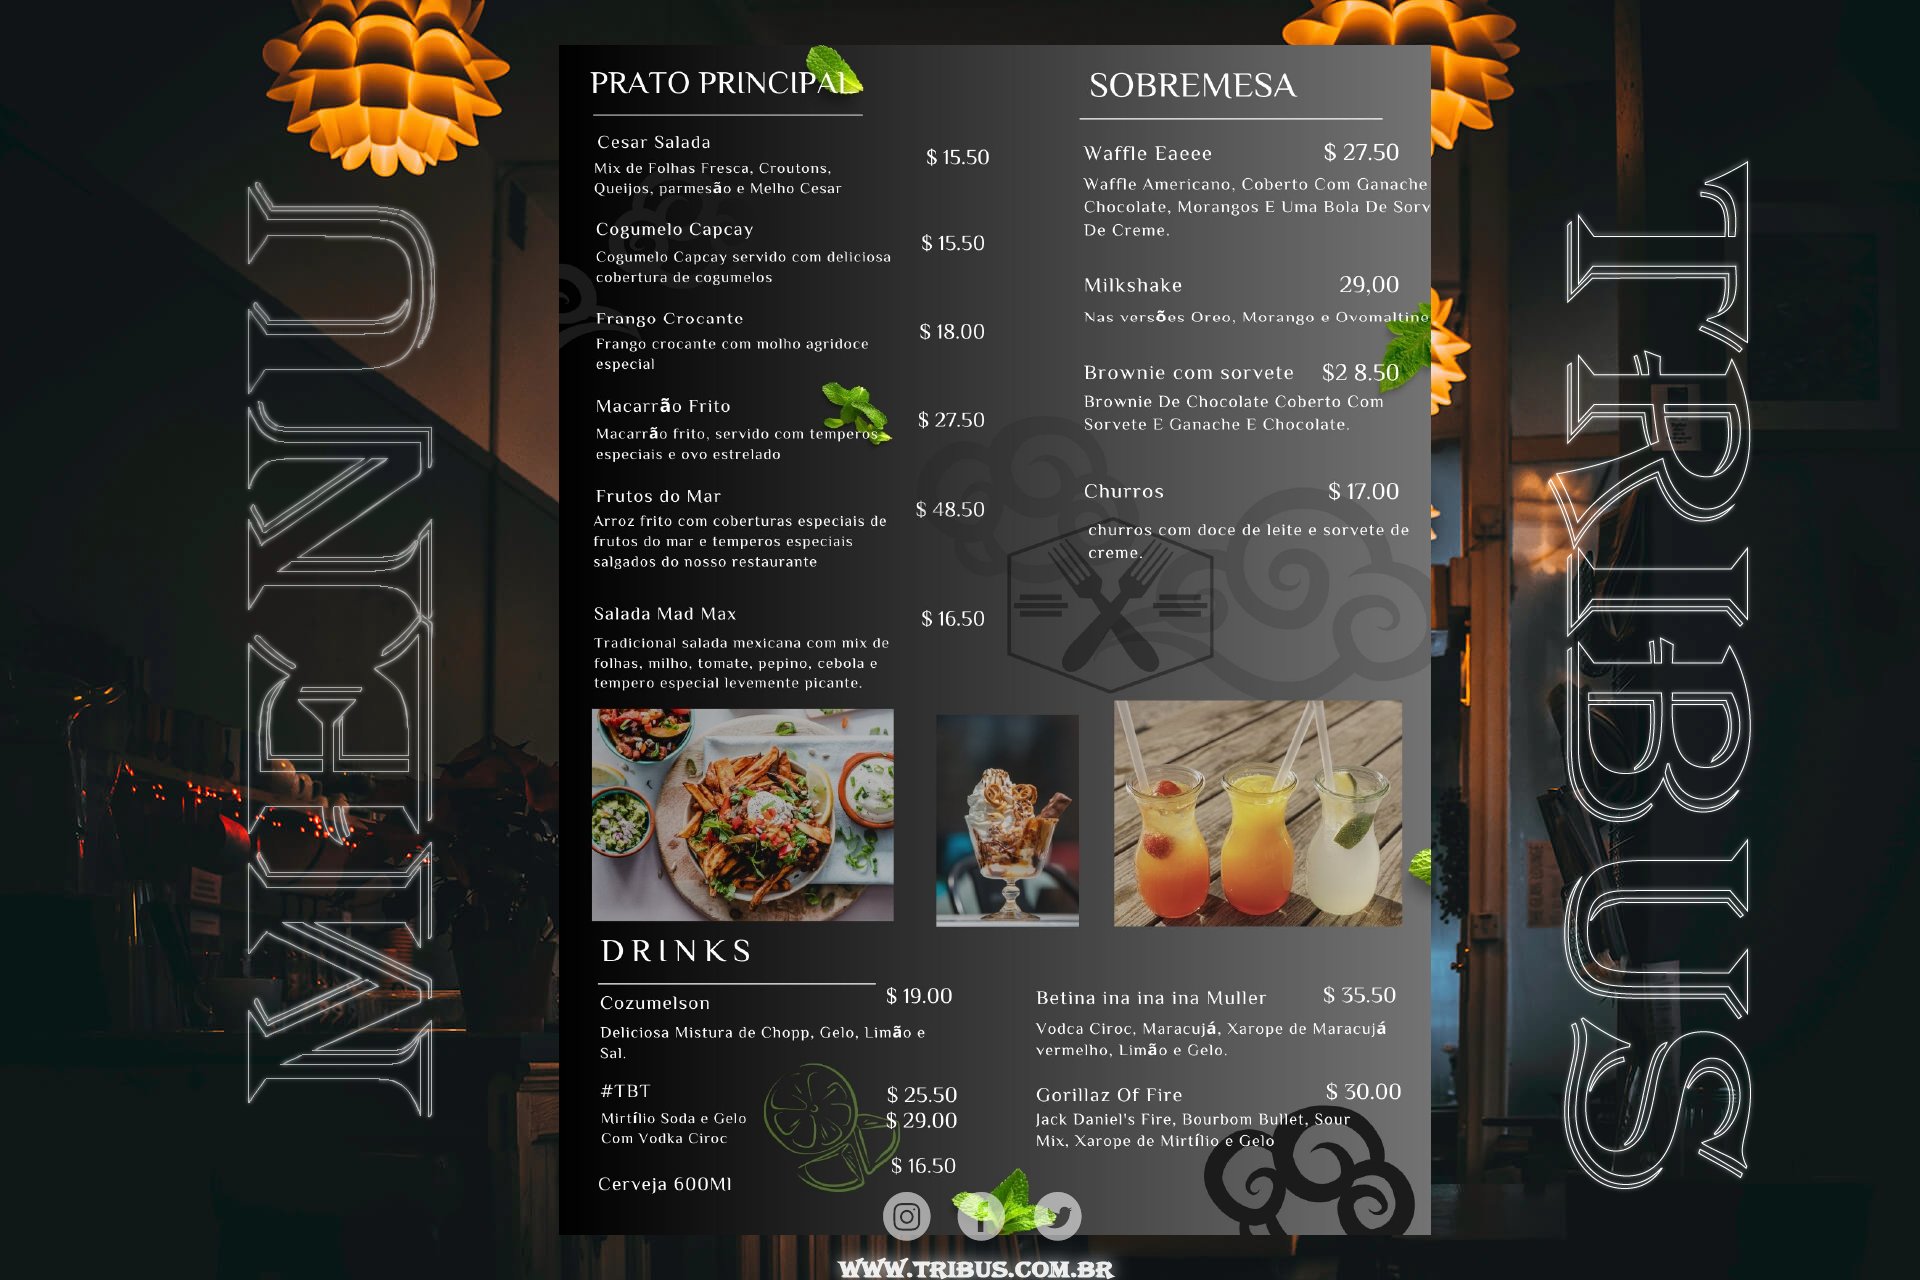 MENU
PRATO PRINCIPAL
Cesar Salada
$ 15.50
Mix de Folhas Fresca, Croutons,
Queijos, parmesão e Melho Cesar
Cogumelo Capcay
$ 15.50
Cogumelo Capcay servido com deliciosa
cobertura de cogumelos
Frango Crocante
$ 18.00
Frango crocante com molho agridoce
especial
Macarrão Frito
$ 27.50
Macarrão frito, servido com temperos
especiais e ovo estrelado
Frutos do Mar
$ 48.50
Arroz frito com coberturas especiais de
frutos do mar e temperos especiais
salgados do nosso restaurante
Salada Mad Max
$ 16.50
Tradicional salada mexicana com mix de
folhas, milho, tomate, pepino, cebola e
tempero especial levemente picante.
SOBREMESA
Waffle Eaeee
$ 27.50
Waffle Americano, Coberto Com Ganache
Chocolate, Morangos E Uma Bola De Sorv
De Creme.
Milkshake
29,00
Nas versões Oreo, Morango e Ovomaltine
Brownie com sorvete
$2 8.50
Brownie De Chocolate Coberto Com
Sorvete E Ganache E Chocolate.
Churros
$ 17.00
churros com doce de leite e sorvete de
creme.
DRINKS
Cozumelson
$ 19.00
Deliciosa Mistura de Chopp, Gelo, Limão e
Sal.
#TBT
$ 25.50
Mirtílio Soda e Gelo
$ 29.00
Com Vodka Ciroc
$ 16.50
Cerveja 600Ml
Betina ina ina ina Muller
$ 35.50
Vodca Ciroc, Maracujá, Xarope de Maracujá
vermelho, Limão e Gelo.
Gorillaz Of Fire
$ 30.00
Jack Daniel's Fire, Bourbom Bullet, Sour
Mix, Xarope de Mirtílio e Gelo
TRIBUS
WWW.TRIBUS.COM.BR